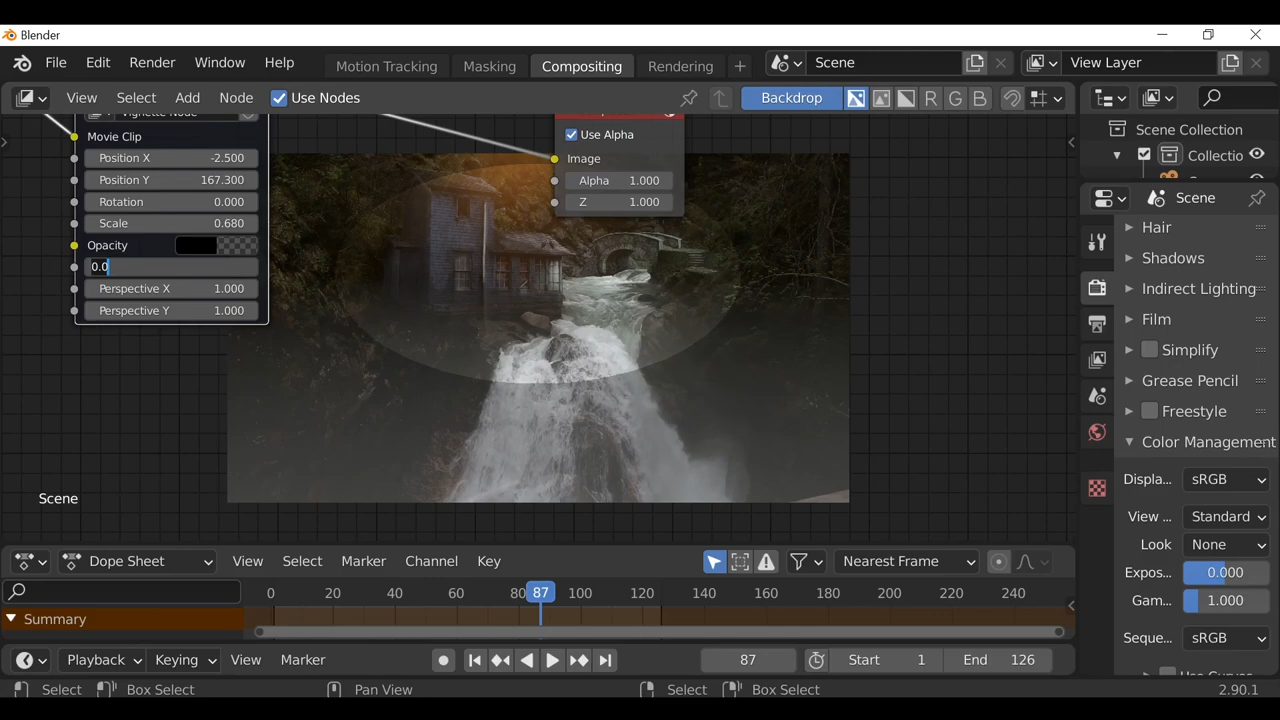 Blender
File Edit Render Window Help Motion Tracking Masking Compositing Rendering + Scene View Layer
View Select Add Node Use Nodes Backdrop R G B
Vignette Node
Movie Clip
Position X -2.500
Position Y 167.300
Rotation 0.000
Scale 0.680
Opacity
0.0
Perspective X 1.000
Perspective Y 1.000
Use Alpha
Image
Alpha 1.000
Z 1.000
Scene
Scene Collection
Collectio
Scene
Hair
Shadows
Indirect Lighting
Film
Simplify
Grease Pencil
Freestyle
Color Management
Displa... sRGB
View ... Standard
Look None
Expos... 0.000
Gam... 1.000
Seque... sRGB
Dope Sheet View Select Marker Channel Key Nearest Frame
0 20 40 60 80 87 100 120 140 160 180 200 220 240
Summary
Playback Keying View Marker 87 Start 1 End 126
Select Box Select Pan View Select Box Select 2.90.1